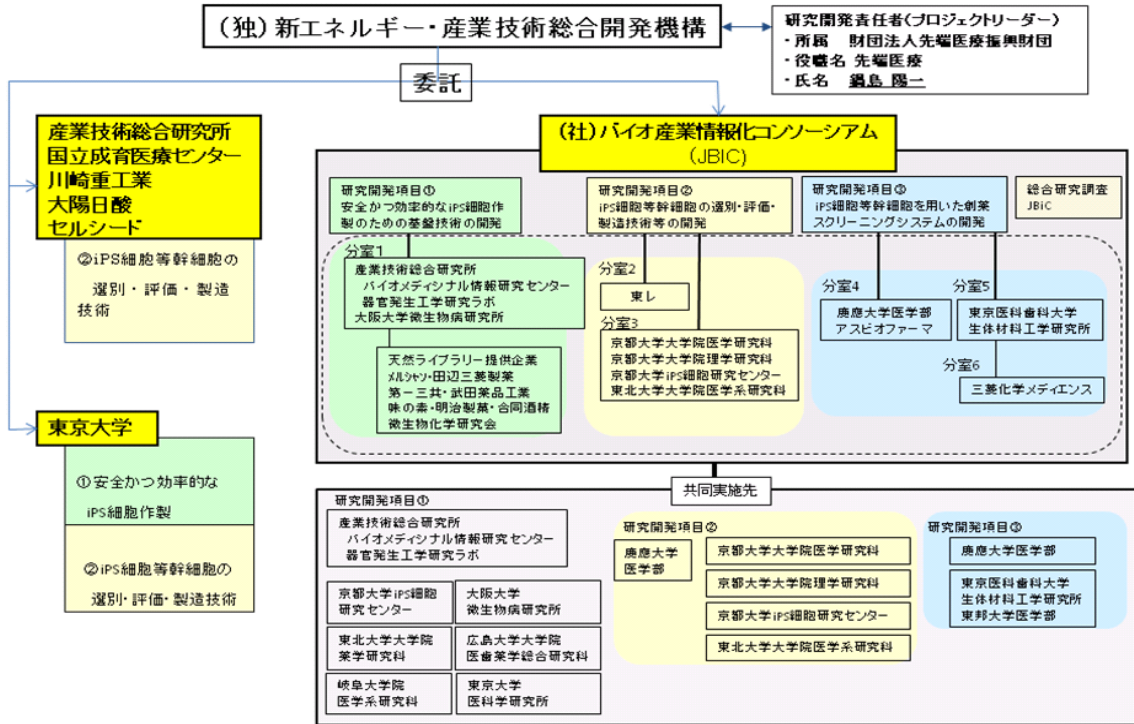 (独)新エネルギー・産業技術総合開発機構
研究開発責任者(プロジェクトリーダー)
・所属 財団法人先端医療振興財団
・役職名 先端医療
・氏名 鍋島 陽一
委託
産業技術総合研究所
国立成育医療センター
川崎重工業
大陽日酸
セルシード
②iPS細胞等幹細胞の
選別・評価・製造
技術
東京大学
①安全かつ効率的な
iPS細胞作製
②iPS細胞等幹細胞の
選別・評価・製造技術
(社)バイオ産業情報化コンソーシアム
(JBIC)
研究開発項目①
安全かつ効率的なiPS細胞作
製のための基盤技術の開発
研究開発項目②
iPS細胞等幹細胞の選別・評価・
製造技術等の開発
研究開発項目③
iPS細胞等幹細胞を用いた創業
スクリーニングシステムの開発
総合研究調査
JBiC
分室1
産業技術総合研究所
バイオメディシナル情報研究センター
器官発生工学研究ラボ
大阪大学微生物病研究所
天然ライブラリー提供企業
メルシャン・田辺三菱製薬
第一三共・武田薬品工業
味の素・明治製菓・合同酒精
微生物化学研究会
分室2
東レ
分室3
京都大学大学院医学研究科
京都大学大学院理学研究科
京都大学iPS細胞研究センター
東北大学大学院医学系研究科
分室4
慶應大学医学部
アスビオファーマ
分室5
東京医科歯科大学
生体材料工学研究所
分室6
三菱化学メディエンス
共同実施先
研究開発項目①
産業技術総合研究所
バイオメディシナル情報研究センター
器官発生工学研究ラボ
京都大学iPS細胞
研究センター
大阪大学
微生物病研究所
東北大学大学院
薬学研究科
広島大学大学院
医歯薬学総合研究科
岐阜大学院
医学系研究科
東京大学
医科学研究所
研究開発項目②
慶應大学
医学部
京都大学大学院医学研究科
京都大学大学院理学研究科
京都大学iPS細胞研究センター
東北大学大学院医学系研究科
研究開発項目③
慶應大学医学部
東京医科歯科大学
生体材料工学研究所
東邦大学医学部